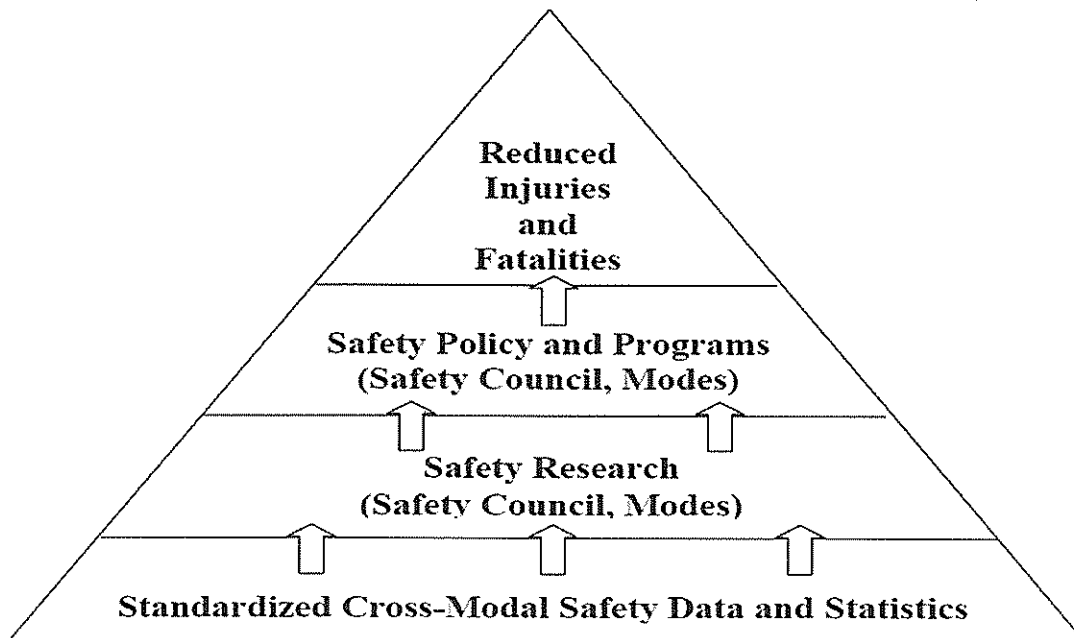 Reduced
Injuries
and
Fatalities
Safety Policy and Programs
(Safety Council, Modes)
Safety Research
(Safety Council, Modes)
Standardized Cross-Modal Safety Data and Statistics